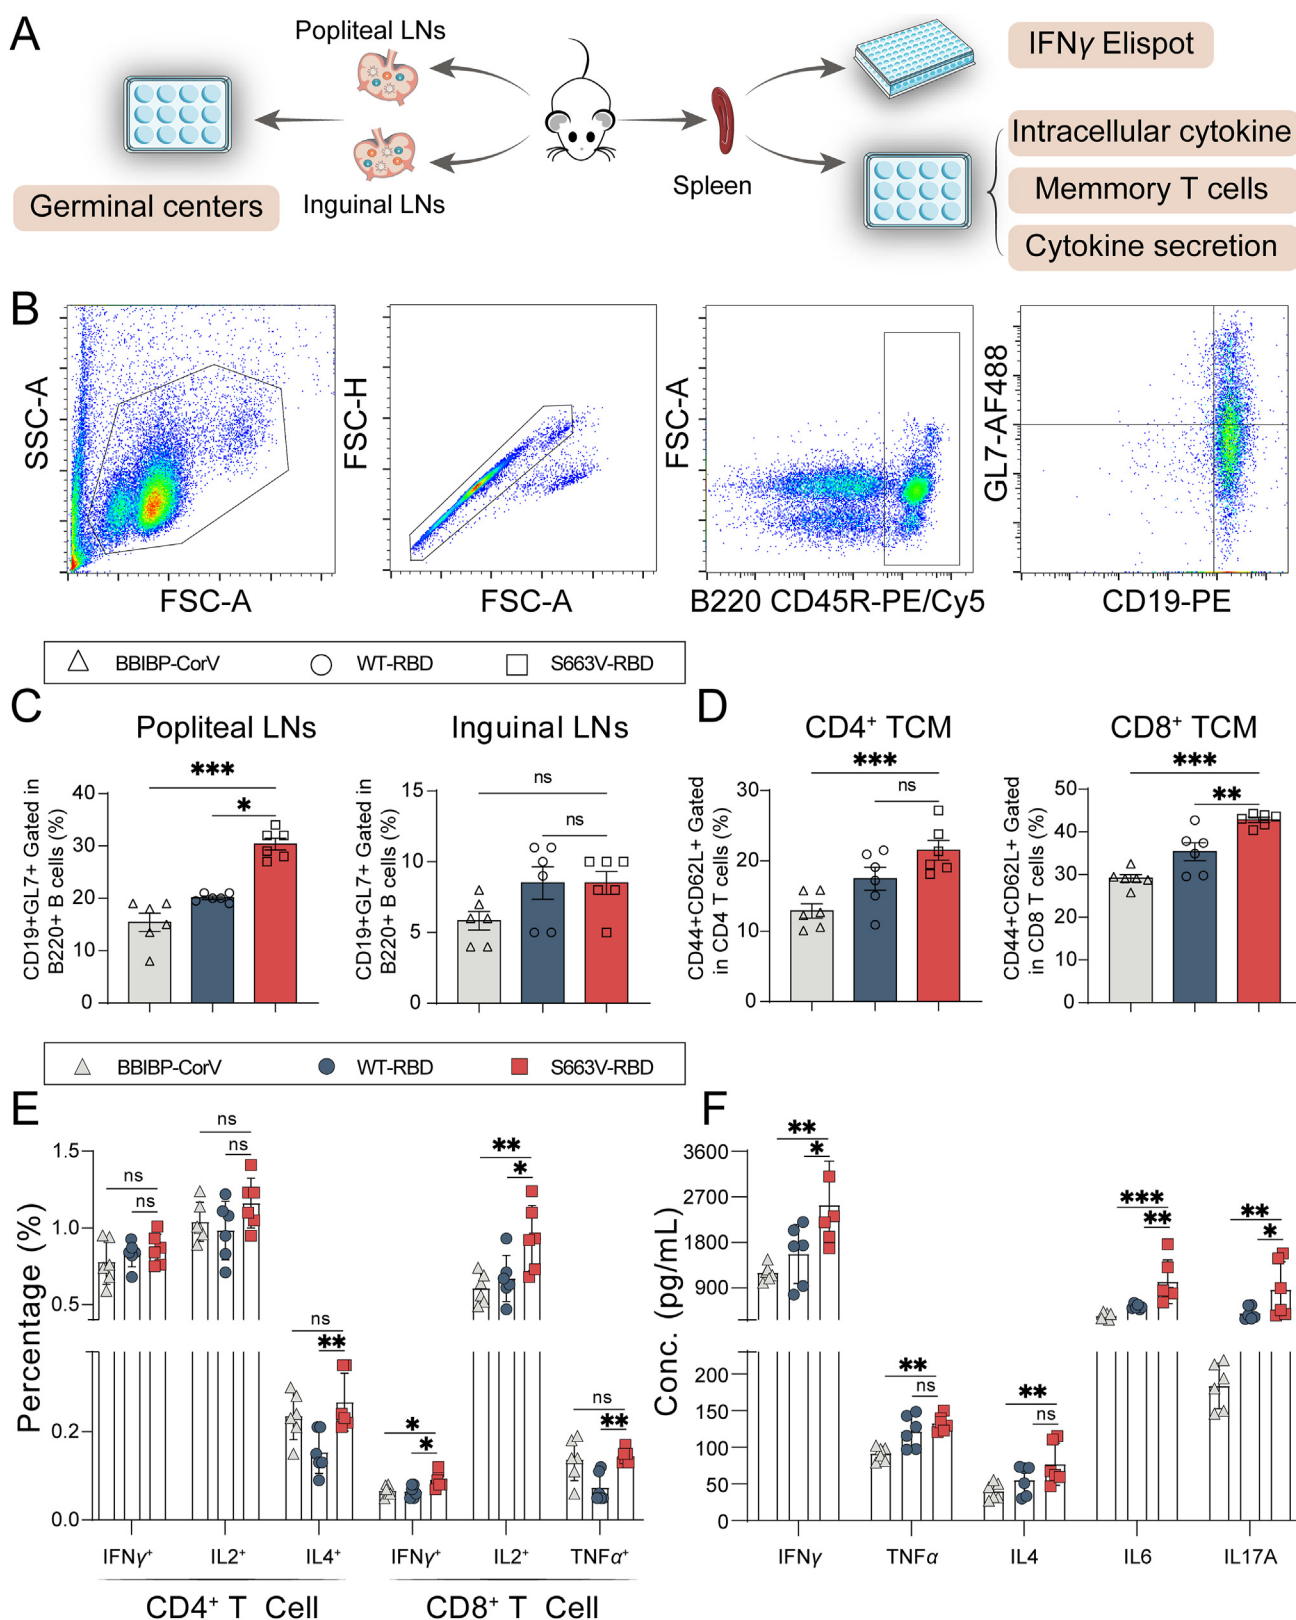 A
Popliteal LNs
Inguinal LNs
Germinal centers
Spleen
IFNγ Elispot
Intracellular cytokine
Memmory T cells
Cytokine secretion
B
SSC-A
FSC-A
FSC-H
FSC-A
FSC-A
B220 CD45R-PE/Cy5
GL7-AF488
CD19-PE
BBIBP-CorV
WT-RBD
S663V-RBD
C
Popliteal LNs
CD19+GL7+ Gated in
B220+ B cells (%)
40
30
20
10
0
***
*
Inguinal LNs
CD19+GL7+ Gated in
B220+ B cells (%)
15
10
5
0
ns
ns
D
CD4+ TCM
CD44+CD62L+ Gated
in CD4 T cells (%)
30
20
10
0
***
ns
CD8+ TCM
CD44+CD62L+ Gated
in CD8 T cells (%)
50
40
30
20
10
0
***
**
BBIBP-CorV
WT-RBD
S663V-RBD
E
Percentage (%)
1.5
1.0
0.5
0.2
0.0
ns
ns
ns
ns
ns
**
*
*
**
*
ns
**
IFNγ+
IL2+
IL4+
IFNγ+
IL2+
TNFα+
CD4+ T Cell
CD8+ T Cell
F
Conc. (pg/mL)
3600
2700
1800
900
200
150
100
50
0
**
*
**
ns
**
ns
***
**
**
*
IFNγ
TNFα
IL4
IL6
IL17A